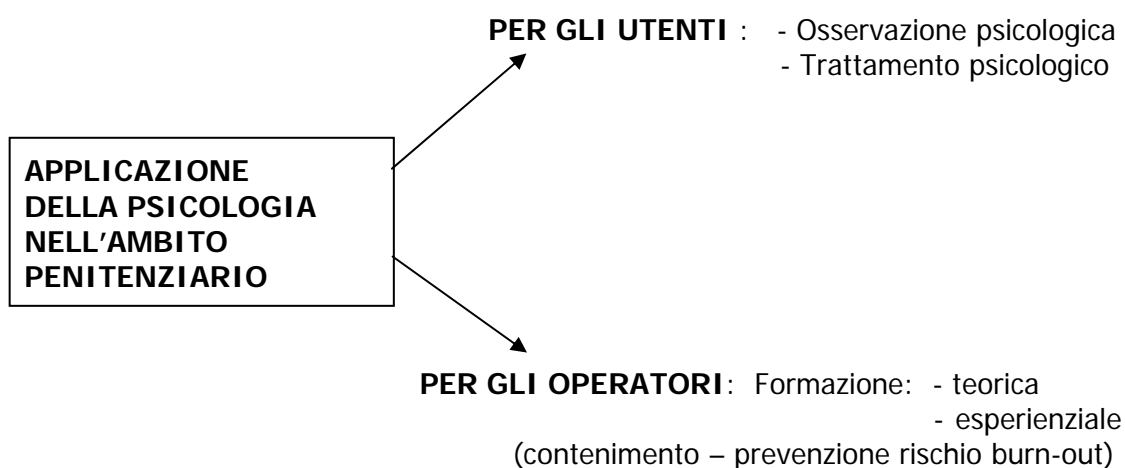 PER GLI UTENTI : - Osservazione psicologica
- Trattamento psicologico
APPLICAZIONE
DELLA PSICOLOGIA
NELL'AMBITO
PENITENZIARIO
PER GLI OPERATORI: Formazione: - teorica
- esperienziale
(contenimento – prevenzione rischio burn-out)